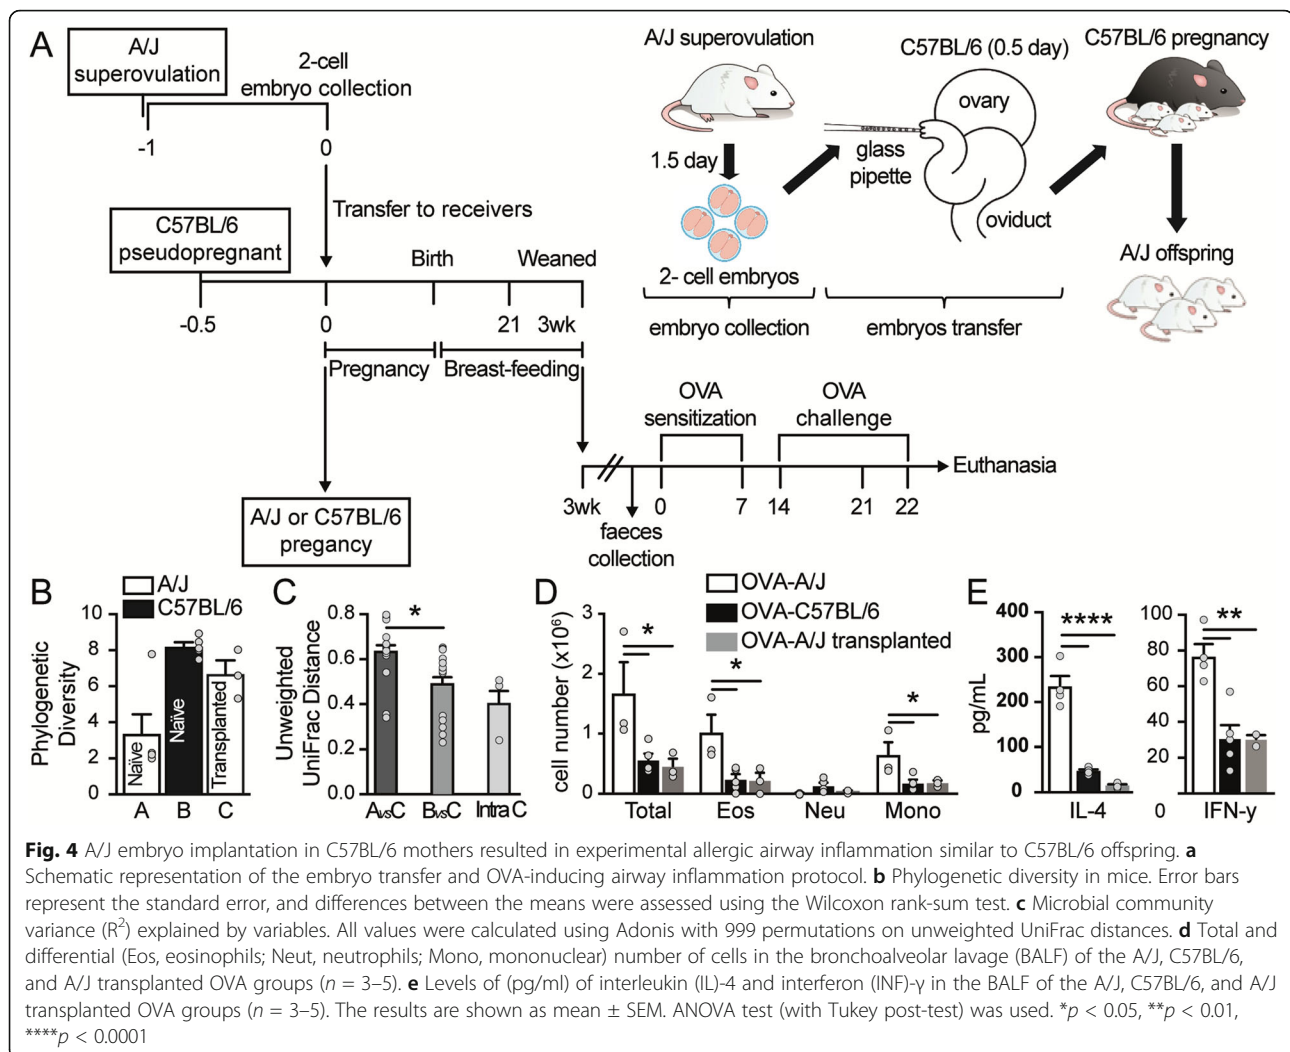 A
A/J
superovulation
2-cell
embryo collection
-1
0
Transfer to receivers
C57BL/6
pseudopregnant
Birth
Weaned
-0.5
0
21
3wk
Pregnancy
Breast-feeding
A/J or C57BL/6
pregancy
OVA
sensitization
OVA
challenge
Euthanasia
3wk
0
7
14
21
22
faeces
collection
A/J superovulation
1.5 day
2- cell embryos
embryo collection
C57BL/6 (0.5 day)
ovary
glass
pipette
oviduct
embryos transfer
C57BL/6 pregnancy
A/J offspring
B
A/J
C57BL/6
Phylogenetic
Diversity
10
8
6
4
2
0
Naïve
Naïve
Transplanted
A
B
C
C
Unweighted
UniFrac Distance
0.8
0.6
0.4
0.2
0.0
*
AvsC
BvsC
Intra C
D
OVA-A/J
OVA-C57BL/6
OVA-A/J transplanted
cell number (x10⁶)
3
2
1
0
*
*
*
Total
Eos
Neu
Mono
E
pg/mL
400
300
200
100
00
****
IL-4
100
80
60
40
20
0
**
IFN-y
Fig. 4 A/J embryo implantation in C57BL/6 mothers resulted in experimental allergic airway inflammation similar to C57BL/6 offspring. a
Schematic representation of the embryo transfer and OVA-inducing airway inflammation protocol. b Phylogenetic diversity in mice. Error bars
represent the standard error, and differences between the means were assessed using the Wilcoxon rank-sum test. c Microbial community
variance (R²) explained by variables. All values were calculated using Adonis with 999 permutations on unweighted UniFrac distances. d Total and
differential (Eos, eosinophils; Neut, neutrophils; Mono, mononuclear) number of cells in the bronchoalveolar lavage (BALF) of the A/J, C57BL/6,
and A/J transplanted OVA groups (n = 3–5). e Levels of (pg/ml) of interleukin (IL)-4 and interferon (INF)-γ in the BALF of the A/J, C57BL/6, and A/J
transplanted OVA groups (n = 3–5). The results are shown as mean ± SEM. ANOVA test (with Tukey post-test) was used. *p < 0.05, **p < 0.01,
****p < 0.0001